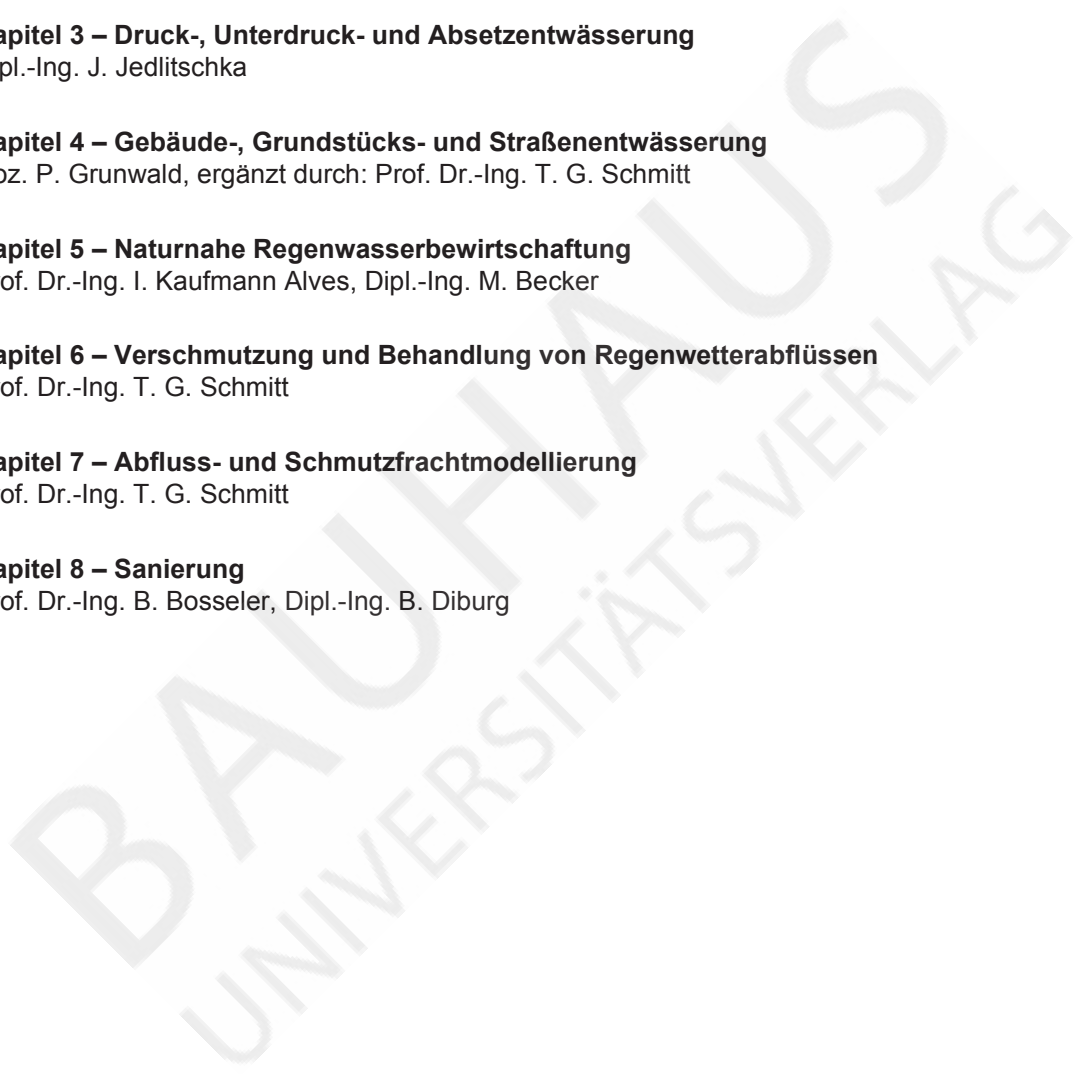 apitel 3 – Druck-, Unterdruck- und Absetzentwässerung
pl.-Ing. J. Jedlitschka
apitel 4 – Gebäude-, Grundstücks- und Straßenentwässerung
oz. P. Grunwald, ergänzt durch: Prof. Dr.-Ing. T. G. Schmitt
apitel 5 – Naturnahe Regenwasserbewirtschaftung
of. Dr.-Ing. I. Kaufmann Alves, Dipl.-Ing. M. Becker
apitel 6 – Verschmutzung und Behandlung von Regenwetterabflüssen
of. Dr.-Ing. T. G. Schmitt
apitel 7 – Abfluss- und Schmutzfrachtmodellierung
of. Dr.-Ing. T. G. Schmitt
apitel 8 – Sanierung
of. Dr.-Ing. B. Bosseler, Dipl.-Ing. B. Diburg
BAUHAUS
UNIVERSITÄTSVERLAG